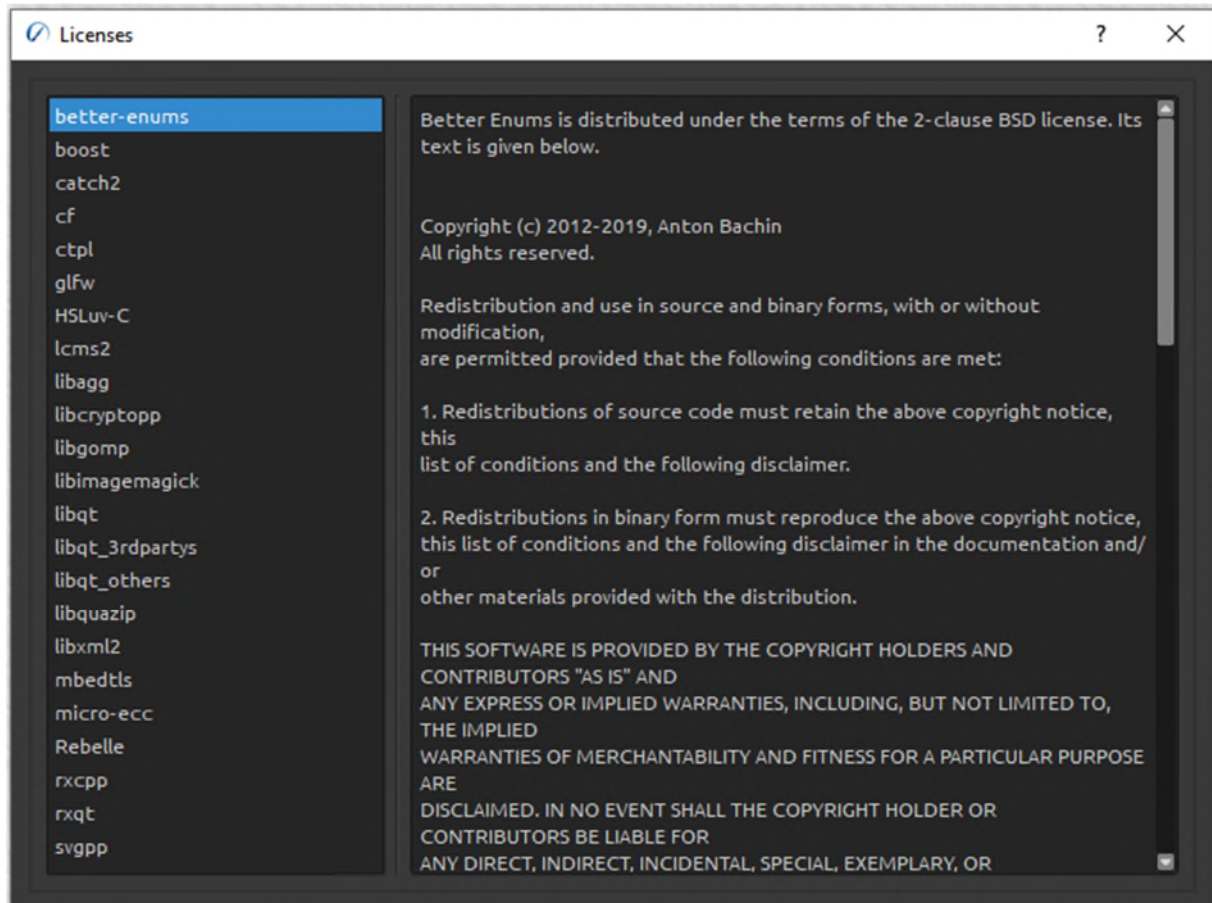 Licenses
?
better-enums
boost
catch2
cf
ctpl
glfw
HSLuv-C
lcms2
libagg
libcryptopp
libgomp
libimagemagick
libqt
libqt_3rdpartys
libqt_others
libquazip
libxml2
mbedtls
micro-ecc
Rebelle
rxcpp
rxqt
svgpp
Better Enums is distributed under the terms of the 2-clause BSD license. Its
text is given below.
Copyright (c) 2012-2019, Anton Bachin
All rights reserved.
Redistribution and use in source and binary forms, with or without
modification,
are permitted provided that the following conditions are met:
1. Redistributions of source code must retain the above copyright notice,
this
list of conditions and the following disclaimer.
2. Redistributions in binary form must reproduce the above copyright notice,
this list of conditions and the following disclaimer in the documentation and/
or
other materials provided with the distribution.
THIS SOFTWARE IS PROVIDED BY THE COPYRIGHT HOLDERS AND
CONTRIBUTORS "AS IS" AND
ANY EXPRESS OR IMPLIED WARRANTIES, INCLUDING, BUT NOT LIMITED TO,
THE IMPLIED
WARRANTIES OF MERCHANTABILITY AND FITNESS FOR A PARTICULAR PURPOSE
ARE
DISCLAIMED. IN NO EVENT SHALL THE COPYRIGHT HOLDER OR
CONTRIBUTORS BE LIABLE FOR
ANY DIRECT, INDIRECT, INCIDENTAL, SPECIAL, EXEMPLARY, OR